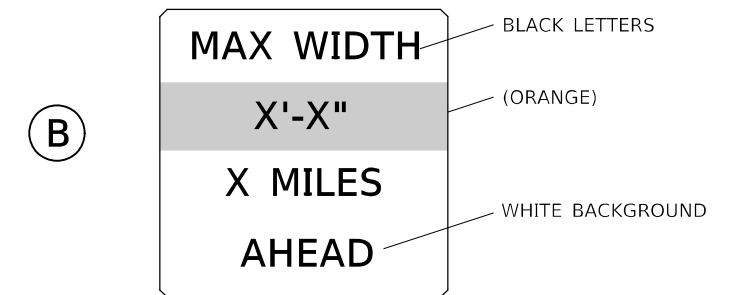 MAX WIDTH
BLACK LETTERS
X'-X"
(ORANGE)
B
X MILES
AHEAD
WHITE BACKGROUND